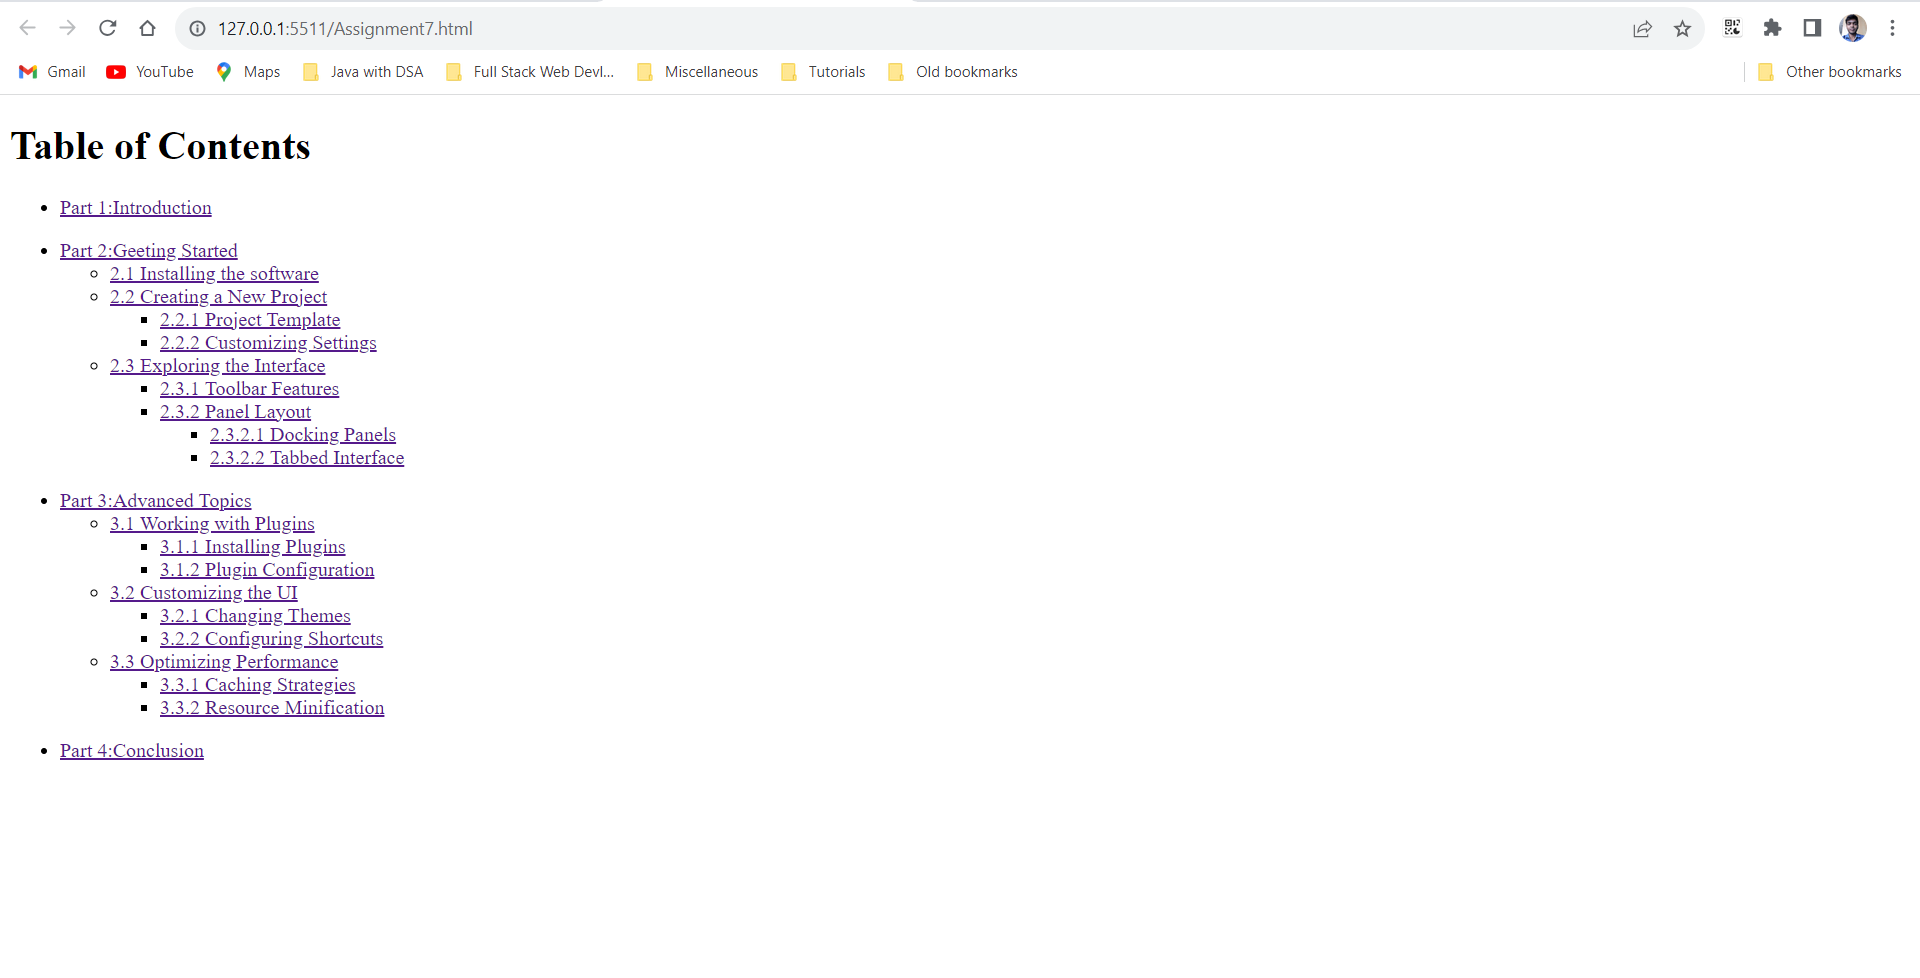 127.0.0.1:5511/Assignment7.html
Gmail YouTube Maps Java with DSA Full Stack Web Devl... Miscellaneous Tutorials Old bookmarks Other bookmarks
Table of Contents
Part 1:Introduction
Part 2:Geeting Started
2.1 Installing the software
2.2 Creating a New Project
2.2.1 Project Template
2.2.2 Customizing Settings
2.3 Exploring the Interface
2.3.1 Toolbar Features
2.3.2 Panel Layout
2.3.2.1 Docking Panels
2.3.2.2 Tabbed Interface
Part 3:Advanced Topics
3.1 Working with Plugins
3.1.1 Installing Plugins
3.1.2 Plugin Configuration
3.2 Customizing the UI
3.2.1 Changing Themes
3.2.2 Configuring Shortcuts
3.3 Optimizing Performance
3.3.1 Caching Strategies
3.3.2 Resource Minification
Part 4:Conclusion